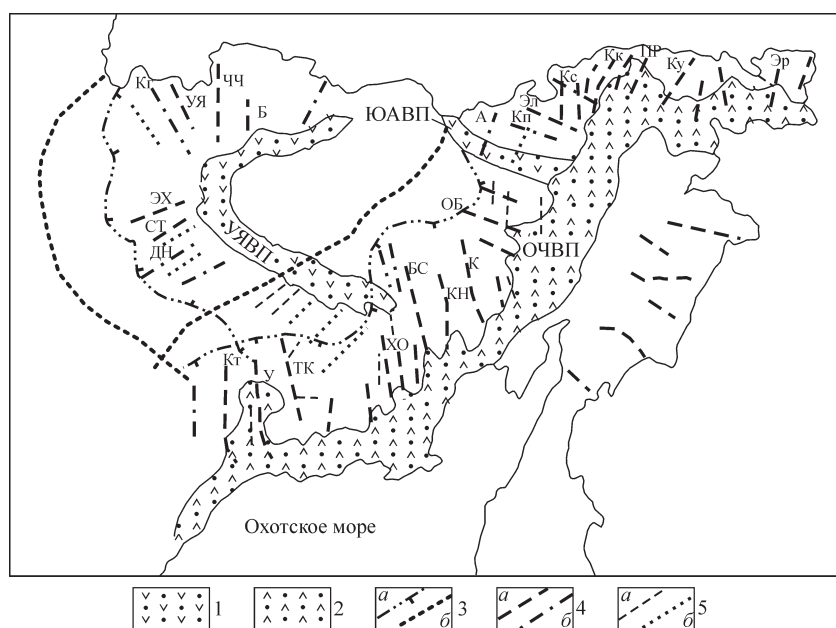 Кк
ПР
Кг
ЧЧ
Кс
Ку
Эр
УЯ
Б
ЮАВП
А
Эл
Кп
ЭХ
СТ
ДН
УЯВП
ОБ
БС
К
ОЧВП
КН
ХО
Кт
У
ТК
Охотское море
1
2
а б 3
а б 4
а б 5